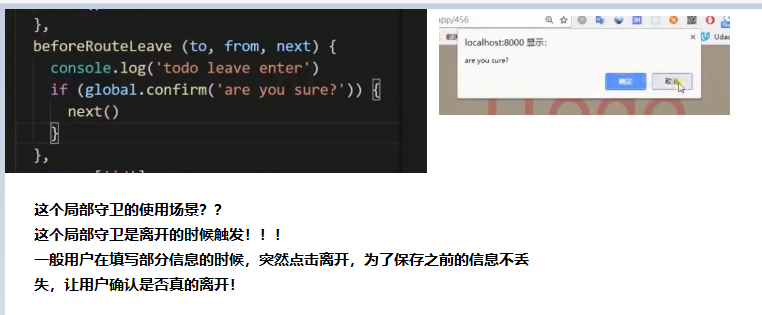 },
beforeRouteLeave (to, from, next) {
console.log('todo leave enter')
if (global.confirm('are you sure?')) {
next()
}
},
app/456
localhost:8000 显示:
are you sure?
确定
取消
Udac
这个局部守卫的使用场景？？
这个局部守卫是离开的时候触发！！！
一般用户在填写部分信息的时候，突然点击离开，为了保存之前的信息不丢
失，让用户确认是否真的离开！